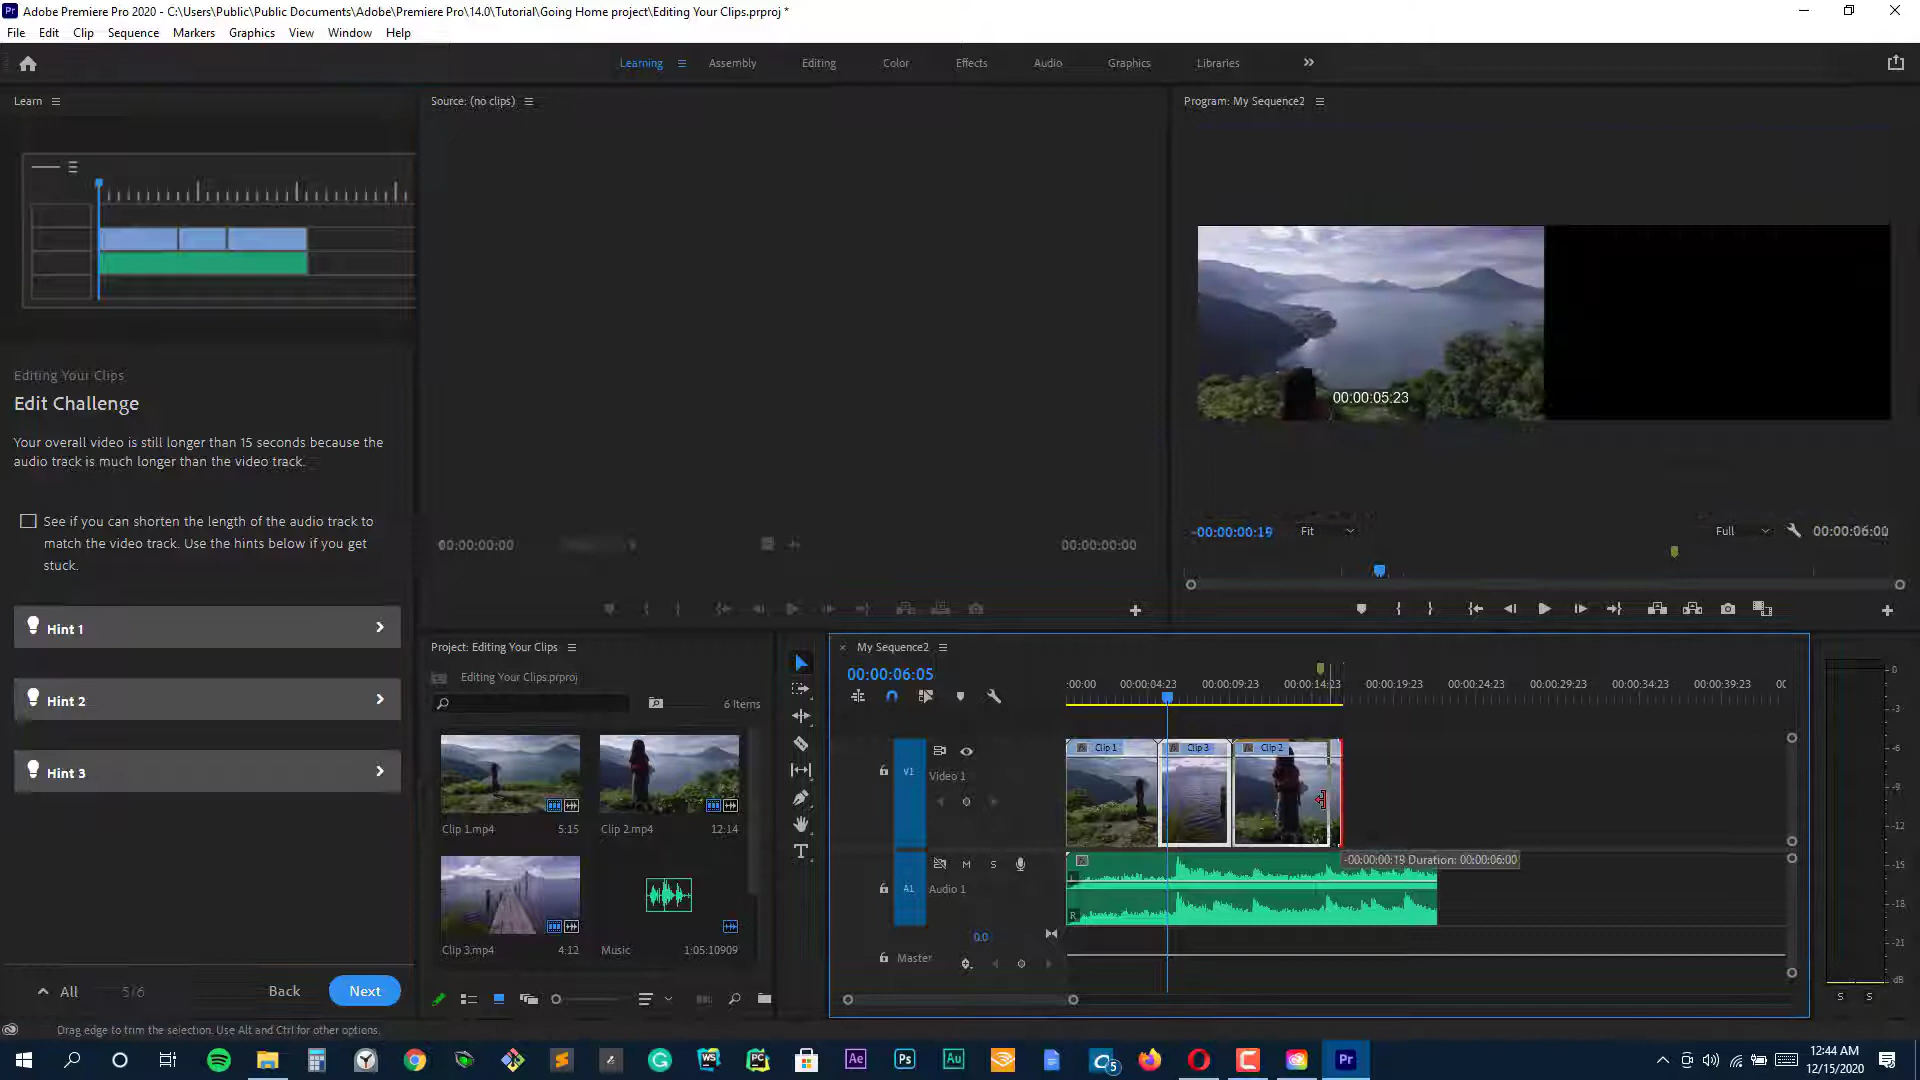 Adobe Premiere Pro 2020 - C:\Users\Public\Public Documents\Adobe\Premiere Pro\14.0\Tutorial\Going Home project\Editing Your Clips.prproj *
File Edit Clip Sequence Markers Graphics View Window Help
Learning Assembly Editing Color Effects Audio Graphics Libraries
Learn
Source: (no clips)
Program: My Sequence2
Editing Your Clips
Edit Challenge
Your overall video is still longer than 15 seconds because the
audio track is much longer than the video track.
See if you can shorten the length of the audio track to
match the video track. Use the hints below if you get
stuck.
Hint 1
Hint 2
Hint 3
All 5/6 Back Next
00:00:00:00
00:00:00:00
00:00:05:23
-00:00:00:19 Fit Full 00:00:06:00
Project: Editing Your Clips
Editing Your Clips.prproj
6 Items
Clip 1.mp4 5:15
Clip 2.mp4 12:14
Clip 3.mp4 4:12
Music 1:05:10909
My Sequence2
00:00:06:05
:00:00 00:00:04:23 00:00:09:23 00:00:14:23 00:00:19:23 00:00:24:23 00:00:29:23 00:00:34:23 00:00:39:23 00
Clip 1 Clip 3 Clip 2
V1 Video 1
A1 Audio 1 M S
-00:00:00:19 Duration: 00:00:06:00
L
R
0.0
Master
0
-3
-6
-9
-12
-15
-18
-21
dB
S S
Drag edge to trim the selection. Use Alt and Ctrl for other options.
12:44 AM
12/15/2020